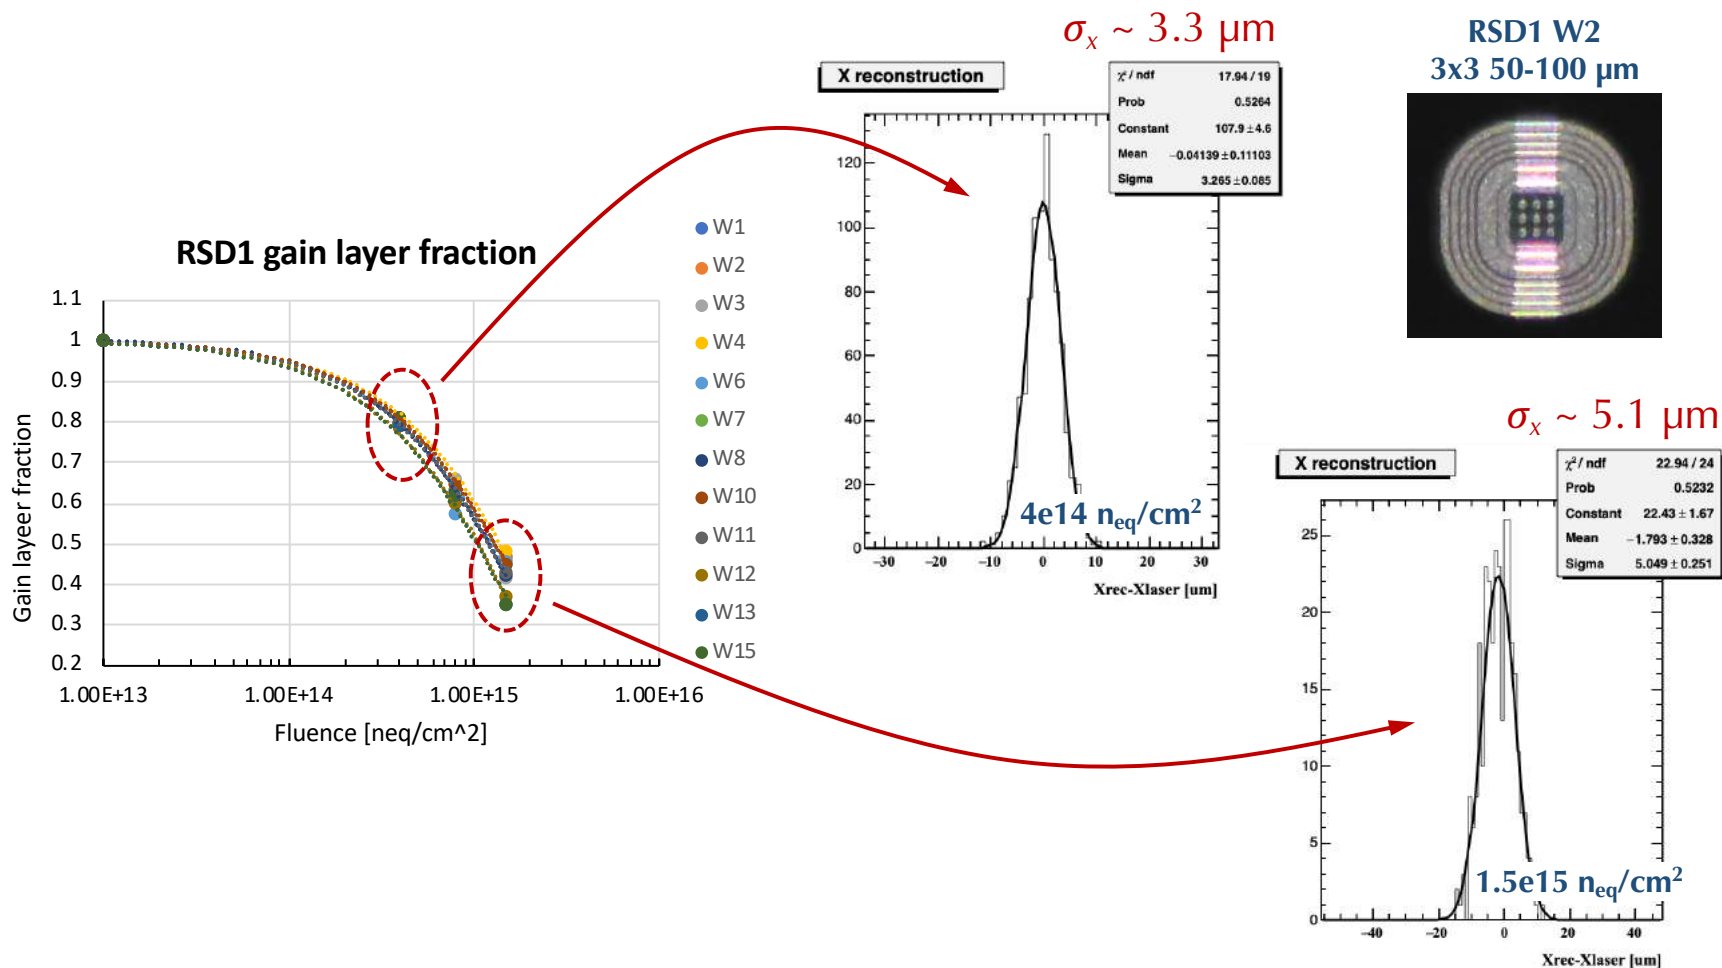 σx ~ 3.3 µm
RSD1 W2
3x3 50-100 µm
X reconstruction
χ² / ndf 17.94 / 19
Prob 0.5264
Constant 107.9 ± 4.6
Mean −0.04139 ± 0.11103
Sigma 3.265 ± 0.085
120
100
80
60
40
20
0
−30 −20 −10 0 10 20 30
4e14 neq/cm²
Xrec-Xlaser [um]
RSD1 gain layer fraction
Gain layeer fraction
1.1
1
0.9
0.8
0.7
0.6
0.5
0.4
0.3
0.2
1.00E+13 1.00E+14 1.00E+15 1.00E+16
Fluence [neq/cm^2]
W1
W2
W3
W4
W6
W7
W8
W10
W11
W12
W13
W15
σx ~ 5.1 µm
X reconstruction
χ² / ndf 22.94 / 24
Prob 0.5232
Constant 22.43 ± 1.67
Mean −1.793 ± 0.328
Sigma 5.049 ± 0.251
25
20
15
10
5
0
−40 −20 0 20 40
1.5e15 neq/cm²
Xrec-Xlaser [um]